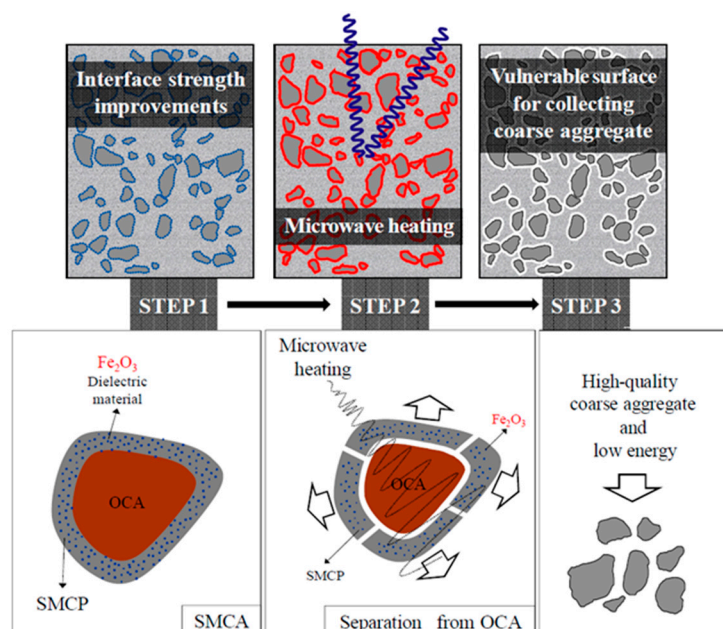 Interface strength
improvements
Microwave heating
Vulnerable surface
for collecting
coarse aggregate
STEP 1
STEP 2
STEP 3
Fe₂O₃
Dielectric
material
OCA
SMCP
SMCA
Microwave
heating
Fe₂O₃
OCA
SMCP
Separation from OCA
High-quality
coarse aggregate
and
low energy